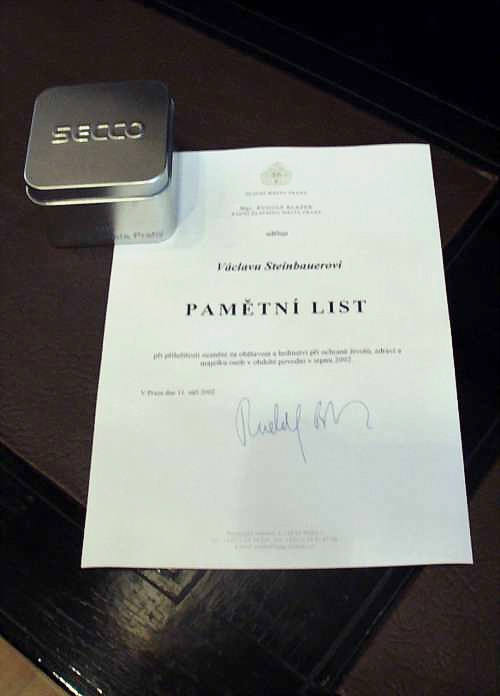 SECCO
HLAVNÍ MĚSTO PRAHA
Mgr. RUDOLF BLAŽEK
RADNÍ HLAVNÍHO MĚSTA PRAHY
uděluje
Václavu Steinbauerovi
PAMĚTNÍ LIST
při příležitosti ocenění za obětavost a hrdinství při ochraně životů, zdraví a
majetku osob v období povodní v srpnu 2002.
V Praze dne 11. září 2002
Rudolf